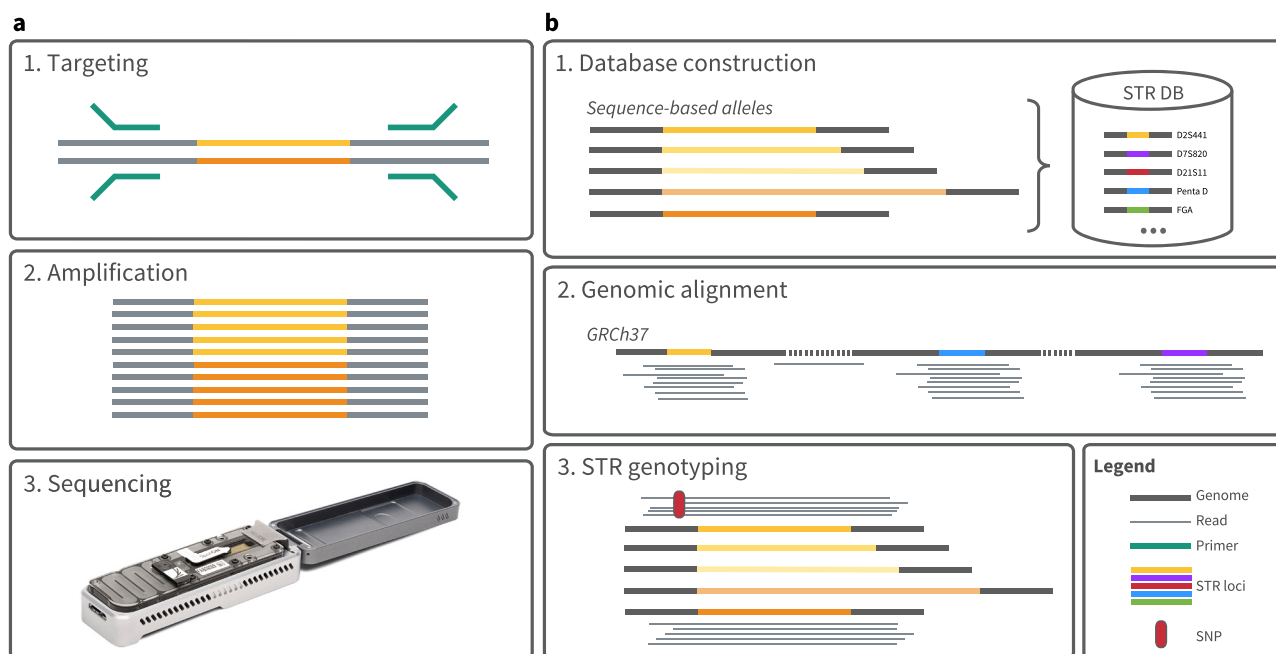 a
1. Targeting
2. Amplification
3. Sequencing
b
1. Database construction
Sequence-based alleles
STR DB
D2S441
D7S820
D21S11
Penta D
FGA
2. Genomic alignment
GRCh37
3. STR genotyping
Legend
Genome
Read
Primer
STR loci
SNP